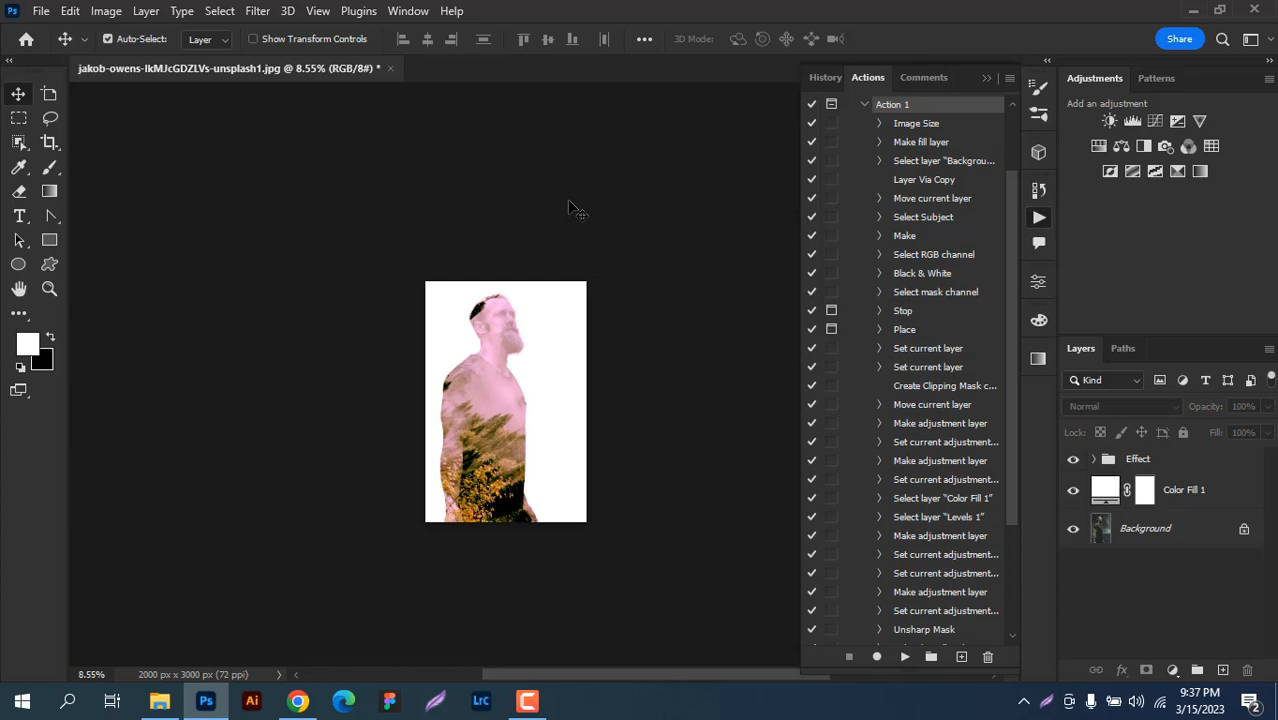 Ps File Edit Image Layer Type Select Filter 3D View Plugins Window Help
Auto-Select: Layer Show Transform Controls 3D Mode: Share
jakob-owens-lkMJcGDZLVs-unsplash1.jpg @ 8.55% (RGB/8#) *
History Actions Comments
Action 1
Image Size
Make fill layer
Select layer “Backgrou...
Layer Via Copy
Move current layer
Select Subject
Make
Select RGB channel
Black & White
Select mask channel
Stop
Place
Set current layer
Set current layer
Create Clipping Mask c...
Move current layer
Make adjustment layer
Set current adjustment...
Make adjustment layer
Set current adjustment...
Select layer “Color Fill 1”
Select layer “Levels 1”
Make adjustment layer
Set current adjustment...
Set current adjustment...
Make adjustment layer
Set current adjustment...
Unsharp Mask
Adjustments Patterns
Add an adjustment
Layers Paths
Kind
Normal Opacity: 100%
Lock: Fill: 100%
Effect
Color Fill 1
Background
8.55% 2000 px x 3000 px (72 ppi)
Ps Ai LrC
9:37 PM
3/15/2023
2